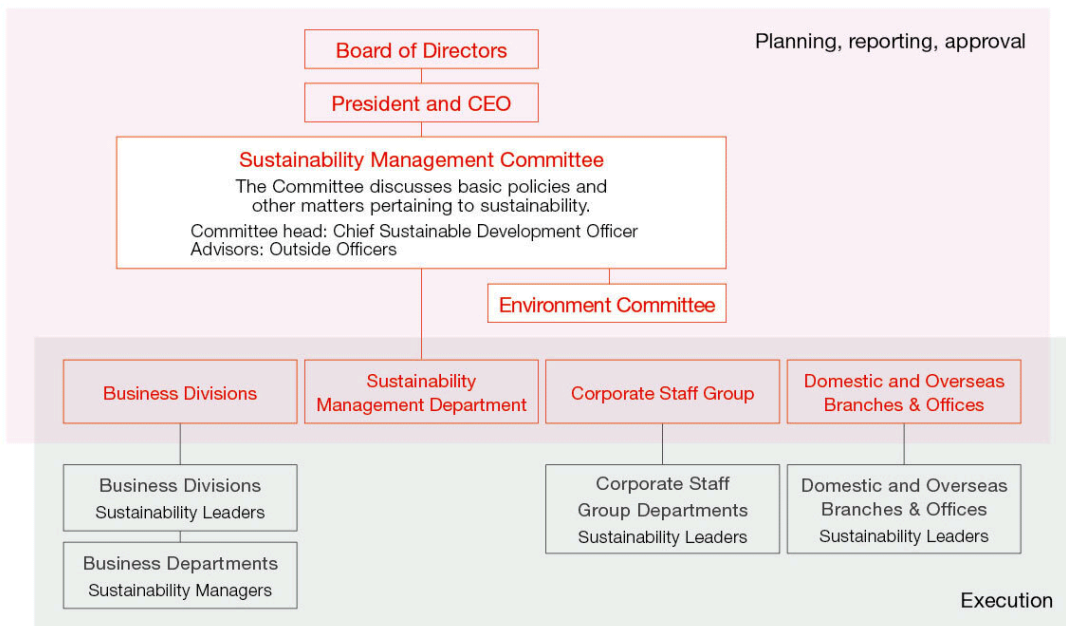 Planning, reporting, approval
Board of Directors
President and CEO
Sustainability Management Committee
The Committee discusses basic policies and
other matters pertaining to sustainability.
Committee head: Chief Sustainable Development Officer
Advisors: Outside Officers
Environment Committee
Business Divisions
Sustainability
Management Department
Corporate Staff Group
Domestic and Overseas
Branches & Offices
Business Divisions
Sustainability Leaders
Business Departments
Sustainability Managers
Corporate Staff
Group Departments
Sustainability Leaders
Domestic and Overseas
Branches & Offices
Sustainability Leaders
Execution